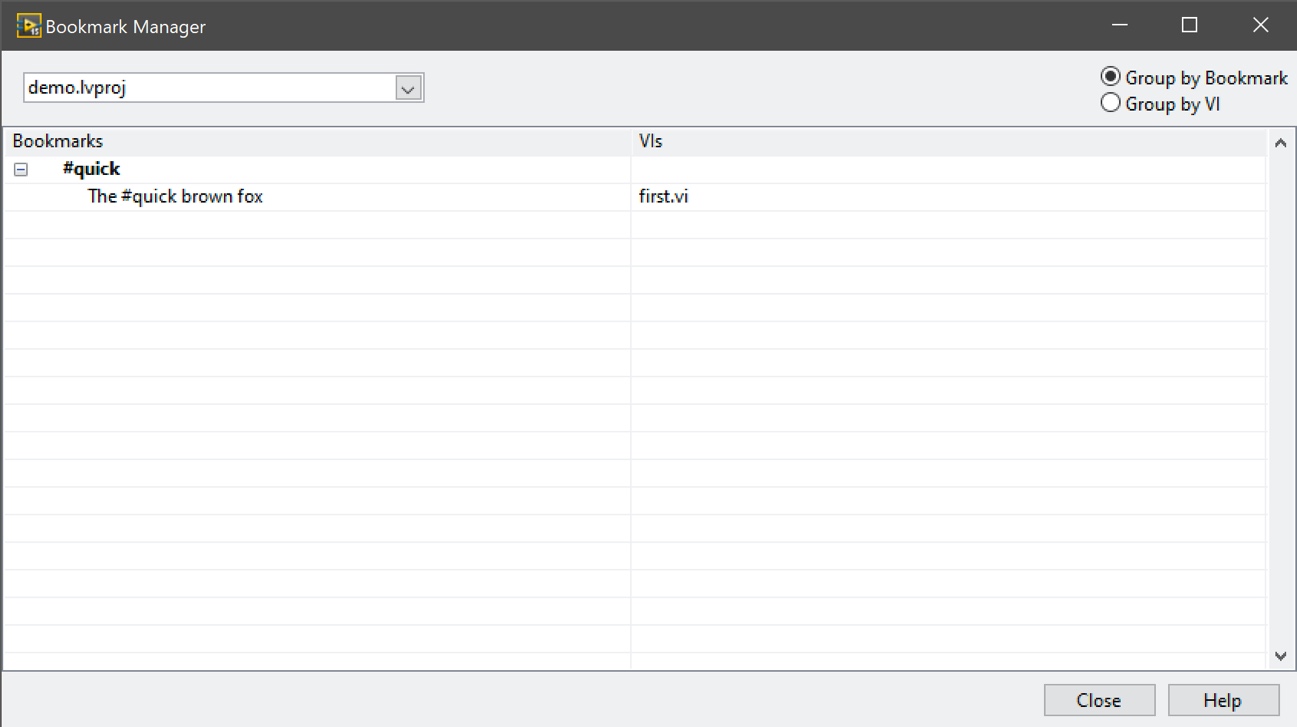 Bookmark Manager
demo.lvproj
Group by Bookmark
Group by VI
Bookmarks VIs
#quick
The #quick brown fox first.vi
Close Help